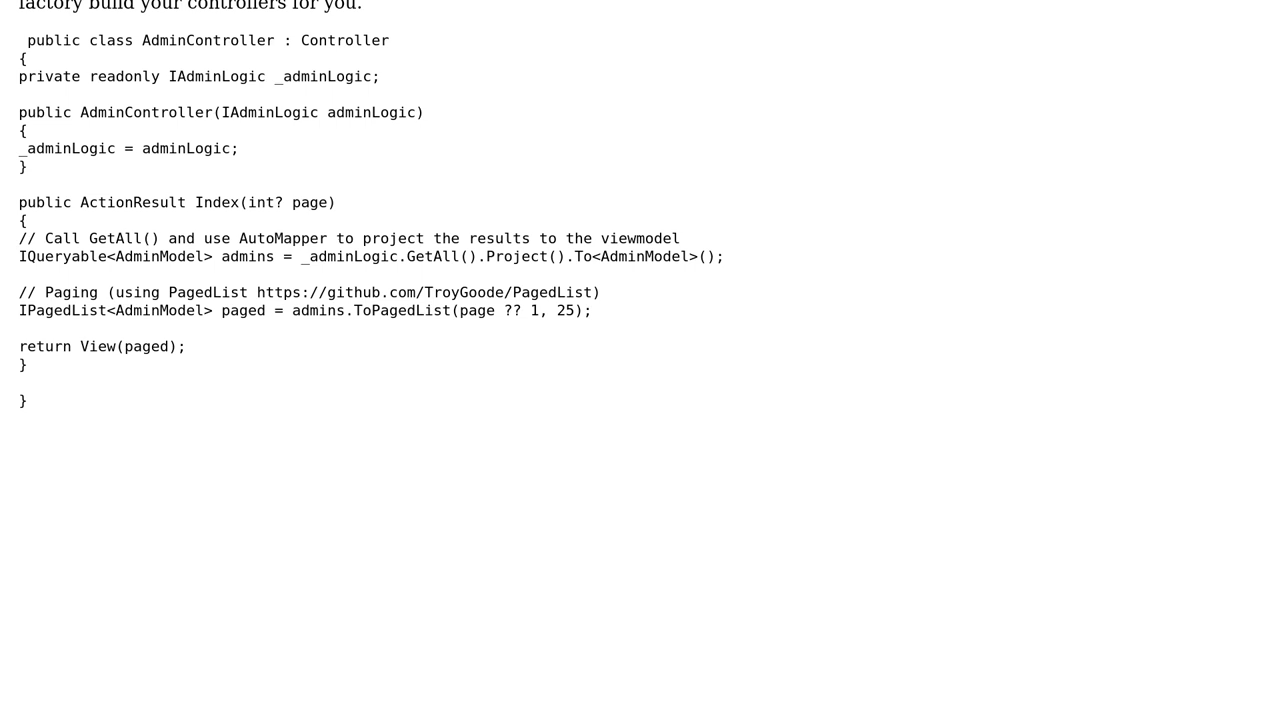 factory build your controllers for you.
public class AdminController : Controller
{
private readonly IAdminLogic _adminLogic;
public AdminController(IAdminLogic adminLogic)
{
_adminLogic = adminLogic;
}
public ActionResult Index(int? page)
{
// Call GetAll() and use AutoMapper to project the results to the viewmodel
IQueryable<AdminModel> admins = _adminLogic.GetAll().Project().To<AdminModel>();
// Paging (using PagedList https://github.com/TroyGoode/PagedList)
IPagedList<AdminModel> paged = admins.ToPagedList(page ?? 1, 25);
return View(paged);
}
}